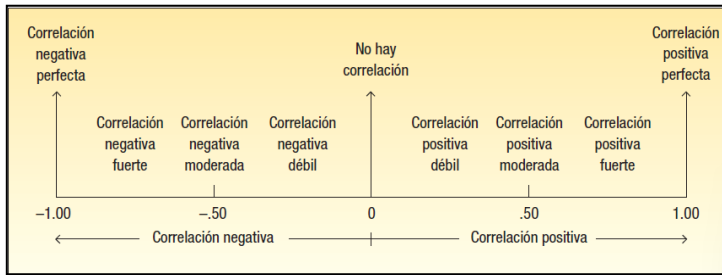 Correlación
negativa
perfecta
No hay
correlación
Correlación
positiva
perfecta
Correlación
negativa
fuerte
Correlación
negativa
moderada
Correlación
negativa
débil
Correlación
positiva
débil
Correlación
positiva
moderada
Correlación
positiva
fuerte
–1.00
–.50
0
.50
1.00
Correlación negativa
Correlación positiva